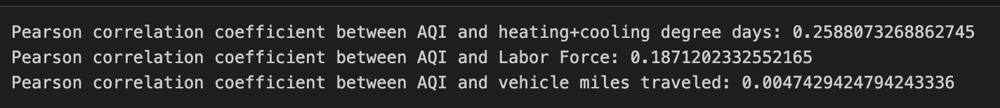 Pearson correlation coefficient between AQI and heating+cooling degree days: 0.2588073268862745
Pearson correlation coefficient between AQI and Labor Force: 0.1871202332552165
Pearson correlation coefficient between AQI and vehicle miles traveled: 0.0047429424794243336